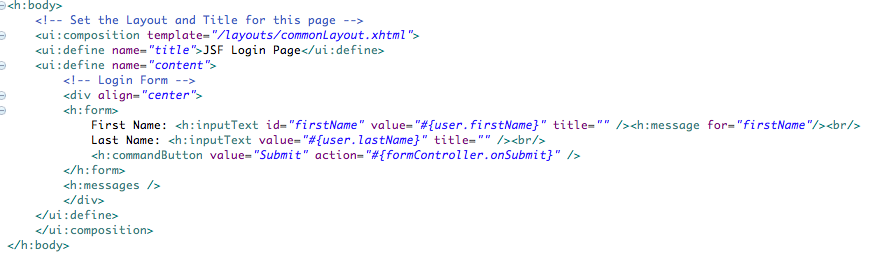 <h:body>
<!-- Set the Layout and Title for this page -->
<ui:composition template="/layouts/commonLayout.xhtml">
<ui:define name="title">JSF Login Page</ui:define>
<ui:define name="content">
<!-- Login Form -->
<div align="center">
<h:form>
First Name: <h:inputText id="firstName" value="#{user.firstName}" title="" /><h:message for="firstName"/><br/>
Last Name: <h:inputText value="#{user.lastName}" title="" /><br/>
<h:commandButton value="Submit" action="#{formController.onSubmit}" />
</h:form>
<h:messages />
</div>
</ui:define>
</ui:composition>
</h:body>